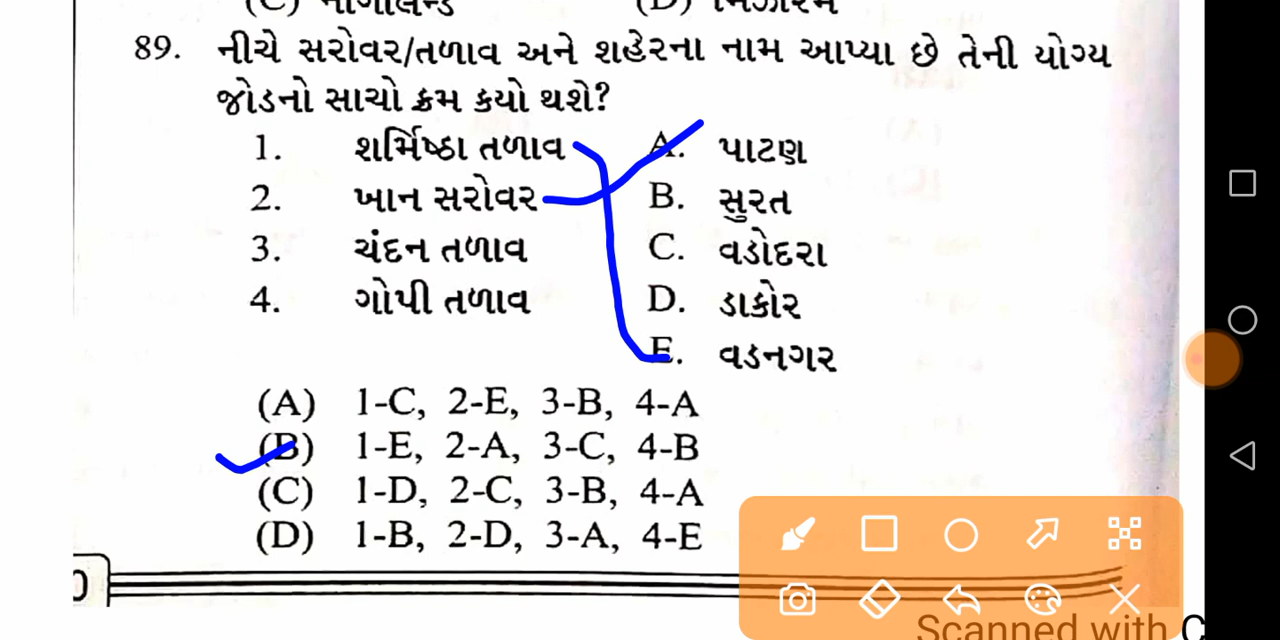 (C) નાગાલેન્ડ (D) મિઝોરમ
89. નીચે સરોવર/તળાવ અને શહેરના નામ આપ્યા છે તેની યોગ્ય
જોડનો સાચો ક્રમ કયો થશે?
1. શર્મિષ્ઠા તળાવ A. પાટણ
2. ખાન સરોવર B. સુરત
3. ચંદન તળાવ C. વડોદરા
4. ગોપી તળાવ D. ડાકોર
E. વડનગર
(A) 1-C, 2-E, 3-B, 4-A
(B) 1-E, 2-A, 3-C, 4-B
(C) 1-D, 2-C, 3-B, 4-A
(D) 1-B, 2-D, 3-A, 4-E
Scanned with C